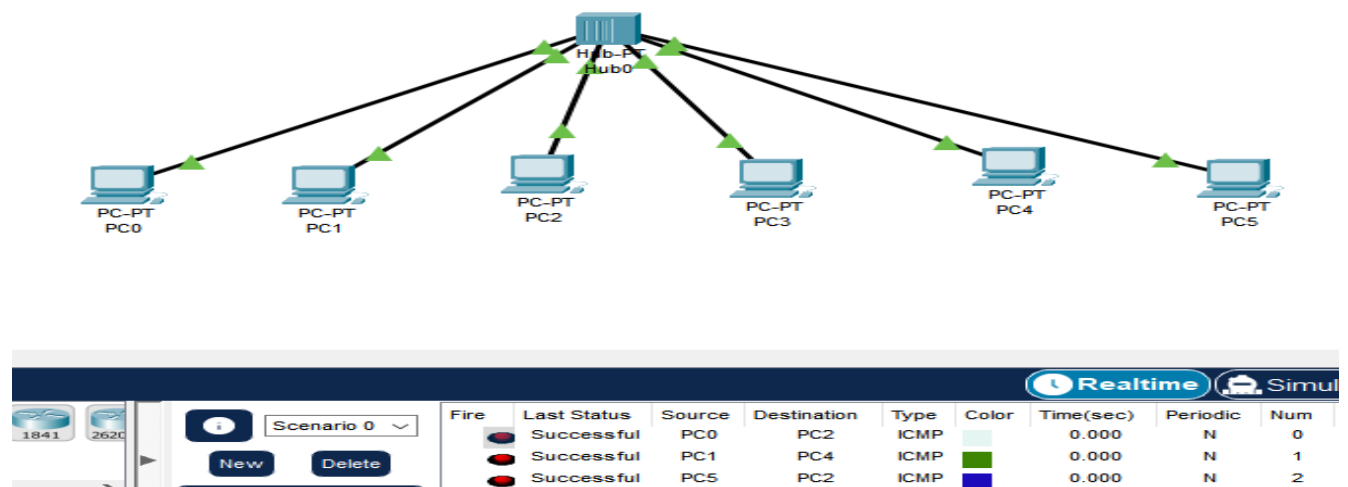 Hub-PT
Hub0
PC-PT
PC0
PC-PT
PC1
PC-PT
PC2
PC-PT
PC3
PC-PT
PC4
PC-PT
PC5
Realtime Simul
1841 262
Scenario 0
New Delete
Fire Last Status Source Destination Type Color Time(sec) Periodic Num
Successful PC0 PC2 ICMP 0.000 N 0
Successful PC1 PC4 ICMP 0.000 N 1
Successful PC5 PC2 ICMP 0.000 N 2